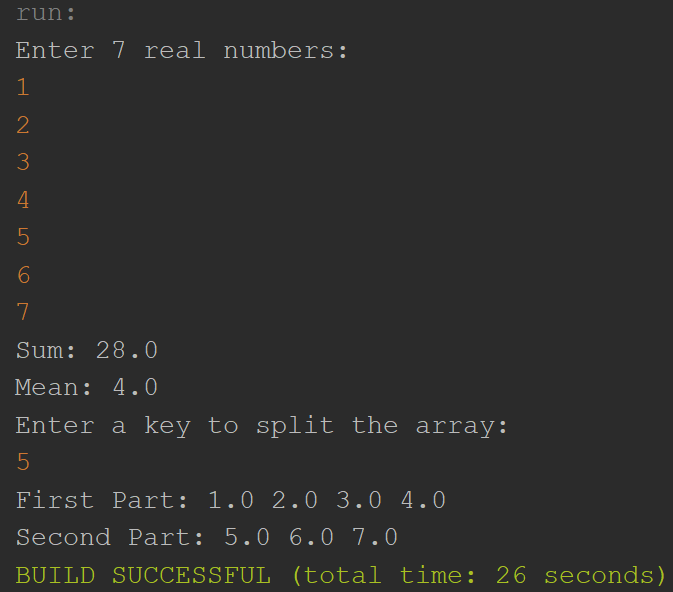 run:
Enter 7 real numbers:
1
2
3
4
5
6
7
Sum: 28.0
Mean: 4.0
Enter a key to split the array:
5
First Part: 1.0 2.0 3.0 4.0
Second Part: 5.0 6.0 7.0
BUILD SUCCESSFUL (total time: 26 seconds)